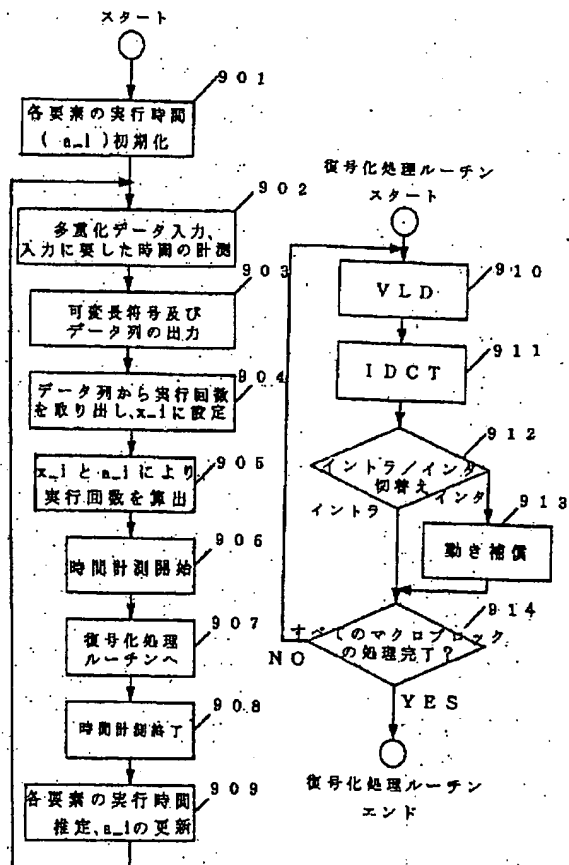 スタート
901
各要素の実行時間
( a_i )初期化
902
多重化データ入力、
入力に要した時間の計測
903
可変長符号及び
データ列の出力
904
データ列から実行回数
を取り出し、x_iに設定
905
x_iとa_iにより
実行回数を算出
906
時間計測開始
907
復号化処理
ルーチンへ
908
時間計測終了
909
各要素の実行時間
推定、a_iの更新
復号化処理ルーチン
スタート
910
VLD
911
IDCT
912
イントラ/インタ
切替え
インタ
イントラ
913
動き補償
914
すべてのマクロブロック
の処理完了?
NO
YES
復号化処理ルーチン
エンド